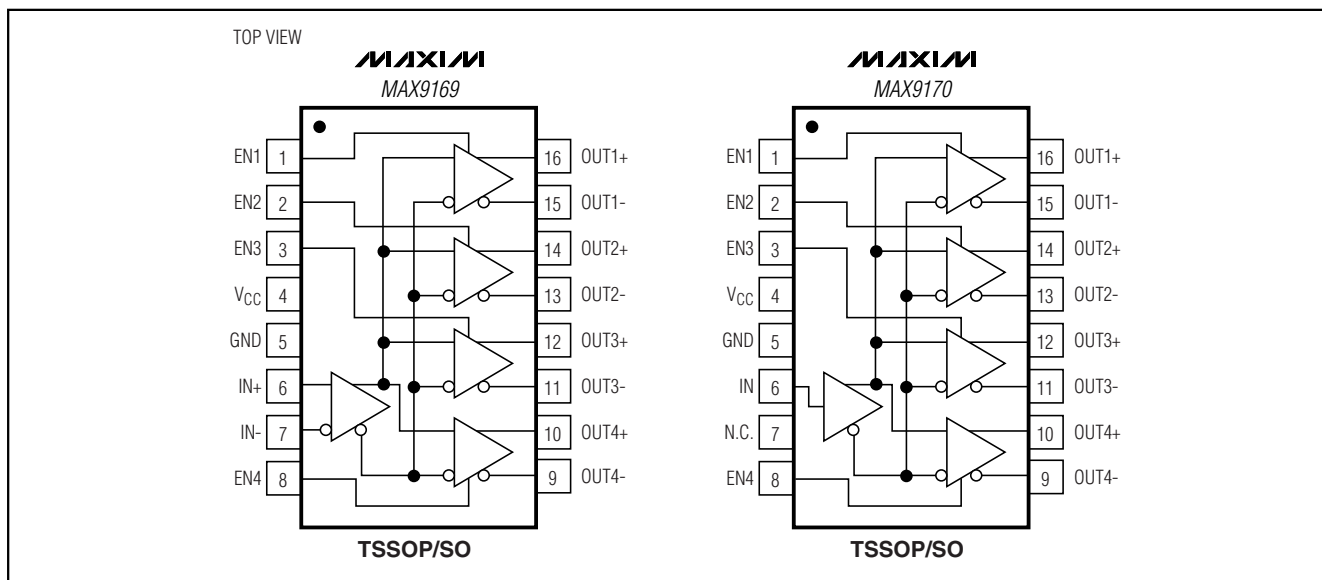 TOP VIEW
MAXIM
MAX9169
EN1 1
EN2 2
EN3 3
VCC 4
GND 5
IN+ 6
IN- 7
EN4 8
16 OUT1+
15 OUT1-
14 OUT2+
13 OUT2-
12 OUT3+
11 OUT3-
10 OUT4+
9 OUT4-
TSSOP/SO
MAXIM
MAX9170
EN1 1
EN2 2
EN3 3
VCC 4
GND 5
IN 6
N.C. 7
EN4 8
16 OUT1+
15 OUT1-
14 OUT2+
13 OUT2-
12 OUT3+
11 OUT3-
10 OUT4+
9 OUT4-
TSSOP/SO